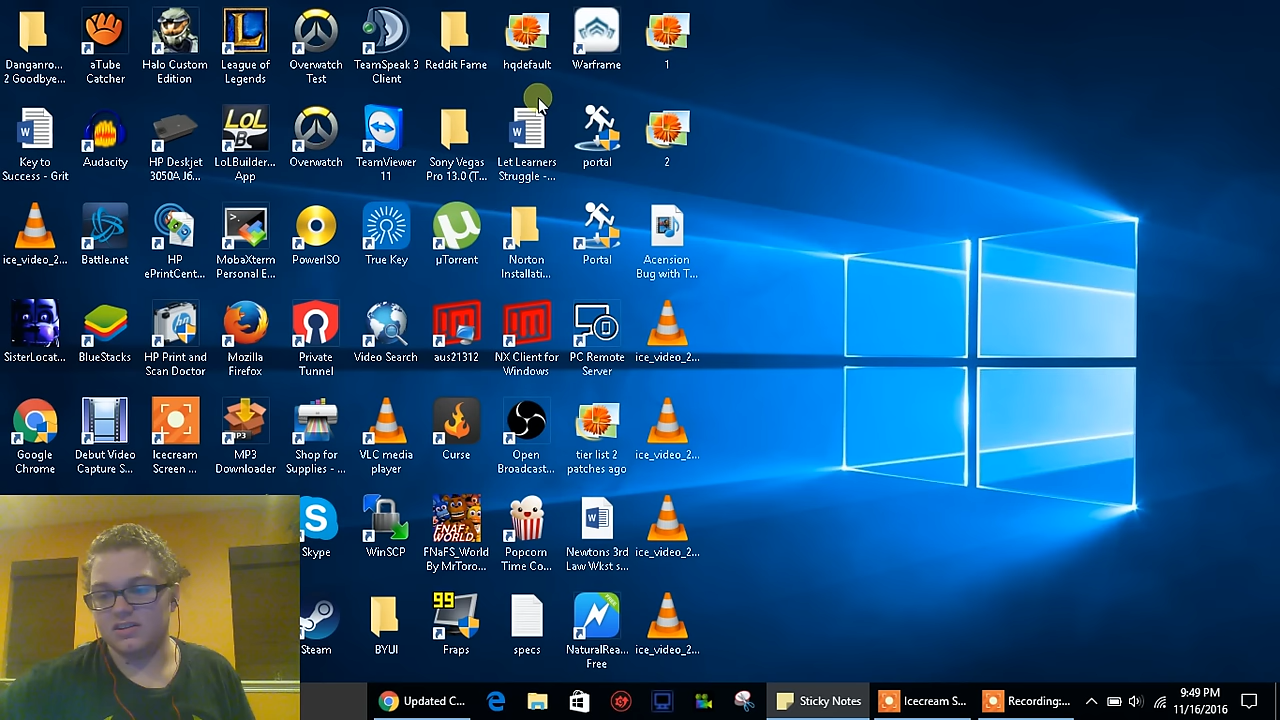 Danganro...
2 Goodbye...
aTube
Catcher
Halo Custom
Edition
League of
Legends
Overwatch
Test
TeamSpeak 3
Client
Reddit Fame
hqdefault
Warframe
1
Key to
Success - Grit
Audacity
HP Deskjet
3050A J6...
LoL
B
LoLBuilder...
App
Overwatch
TeamViewer
11
Sony Vegas
Pro 13.0 (T...
Let Learners
Struggle -...
portal
2
ice_video_2...
Battle.net
HP
ePrintCent...
MobaXterm
Personal E...
PowerISO
True Key
µTorrent
Norton
Installati...
Portal
Acension
Bug with T...
SisterLocat...
BlueStacks
HP Print and
Scan Doctor
Mozilla
Firefox
Private
Tunnel
Video Search
aus21312
NX Client for
Windows
PC Remote
Server
ice_video_2...
Google
Chrome
Debut Video
Capture S...
Icecream
Screen ...
MP3
MP3
Downloader
Shop for
Supplies - ...
VLC media
player
Curse
Open
Broadcast...
tier list 2
patches ago
ice_video_2...
Skype
WinSCP
FNAF
WORLD
FNaFS_World
By MrToro...
Popcorn
Time Co...
Newtons 3rd
Law Wkst s...
ice_video_2...
Steam
BYUI
99
Fraps
specs
NaturalRea...
Free
ice_video_2...
Updated C...
Sticky Notes
Icecream S...
Recording:...
9:49 PM
11/16/2016